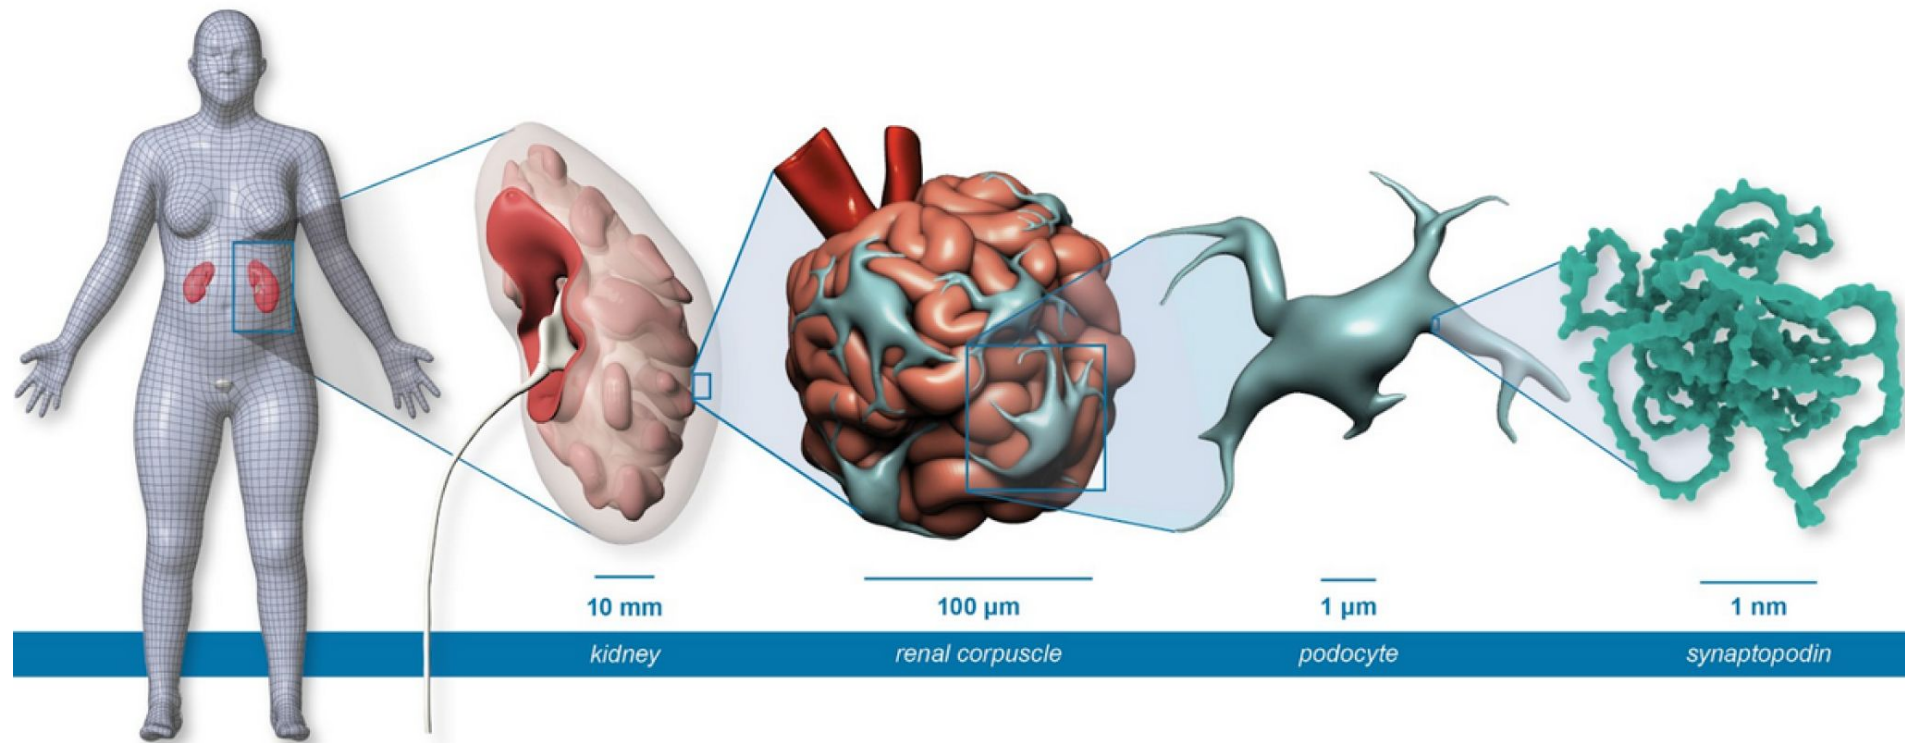 10 mm
100 μm
1 μm
1 nm
kidney
renal corpuscle
podocyte
synaptopodin